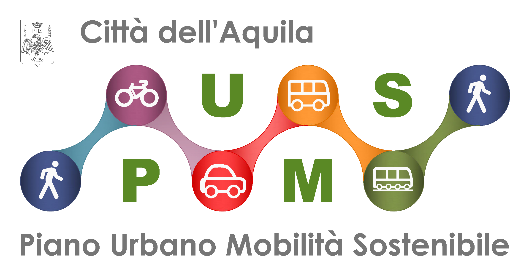 Città dell'Aquila
U S
P M
Piano Urbano Mobilità Sostenibile